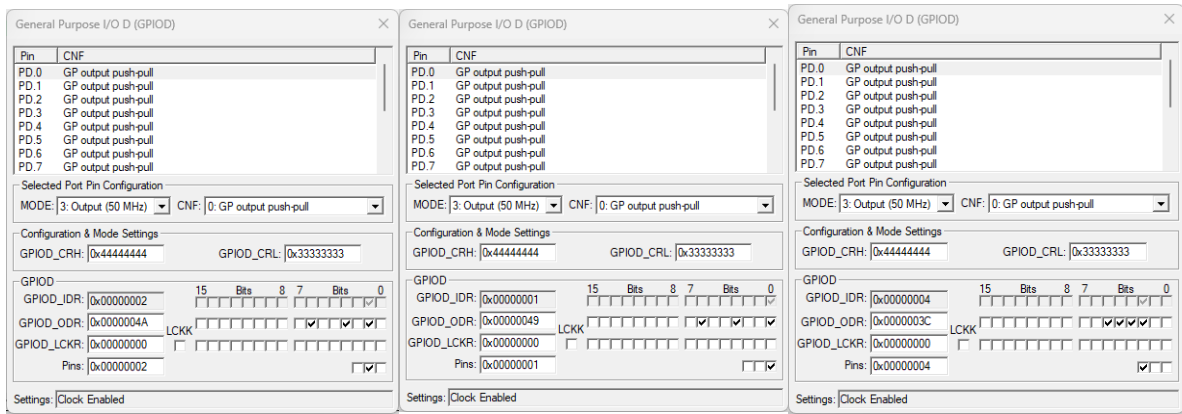 General Purpose I/O D (GPIOD)
Pin CNF
PD.0 GP output push-pull
PD.1 GP output push-pull
PD.2 GP output push-pull
PD.3 GP output push-pull
PD.4 GP output push-pull
PD.5 GP output push-pull
PD.6 GP output push-pull
PD.7 GP output push-pull
Selected Port Pin Configuration
MODE: 3: Output (50 MHz) CNF: 0: GP output push-pull
Configuration & Mode Settings
GPIOD_CRH: 0x44444444 GPIOD_CRL: 0x33333333
GPIOD
15 Bits 8 7 Bits 0
GPIOD_IDR: 0x00000002
GPIOD_ODR: 0x0000004A
LCKK
GPIOD_LCKR: 0x00000000
Pins: 0x00000002
Settings: Clock Enabled
General Purpose I/O D (GPIOD)
Pin CNF
PD.0 GP output push-pull
PD.1 GP output push-pull
PD.2 GP output push-pull
PD.3 GP output push-pull
PD.4 GP output push-pull
PD.5 GP output push-pull
PD.6 GP output push-pull
PD.7 GP output push-pull
Selected Port Pin Configuration
MODE: 3: Output (50 MHz) CNF: 0: GP output push-pull
Configuration & Mode Settings
GPIOD_CRH: 0x44444444 GPIOD_CRL: 0x33333333
GPIOD
15 Bits 8 7 Bits 0
GPIOD_IDR: 0x00000001
GPIOD_ODR: 0x00000049
LCKK
GPIOD_LCKR: 0x00000000
Pins: 0x00000001
Settings: Clock Enabled
General Purpose I/O D (GPIOD)
Pin CNF
PD.0 GP output push-pull
PD.1 GP output push-pull
PD.2 GP output push-pull
PD.3 GP output push-pull
PD.4 GP output push-pull
PD.5 GP output push-pull
PD.6 GP output push-pull
PD.7 GP output push-pull
Selected Port Pin Configuration
MODE: 3: Output (50 MHz) CNF: 0: GP output push-pull
Configuration & Mode Settings
GPIOD_CRH: 0x44444444 GPIOD_CRL: 0x33333333
GPIOD
15 Bits 8 7 Bits 0
GPIOD_IDR: 0x00000004
GPIOD_ODR: 0x0000003C
LCKK
GPIOD_LCKR: 0x00000000
Pins: 0x00000004
Settings: Clock Enabled